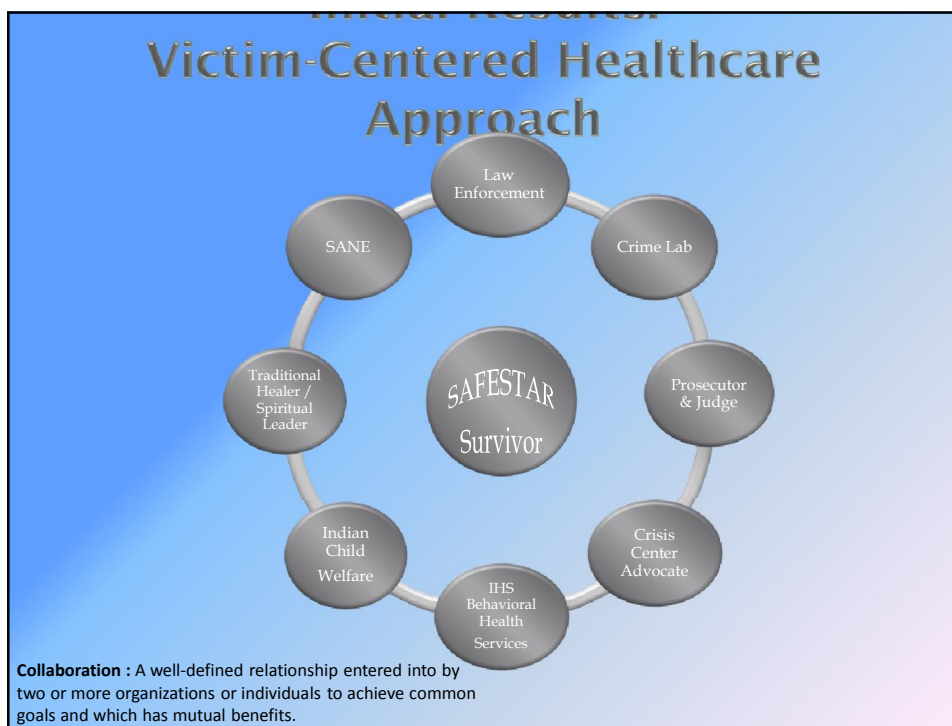 Initial Results:
Victim-Centered Healthcare
Approach
Law
Enforcement
SANE
Crime Lab
Traditional
Healer /
Spiritual
Leader
SAFESTAR
Survivor
Prosecutor
& Judge
Indian
Child
Welfare
Crisis
Center
Advocate
IHS
Behavioral
Health
Services
Collaboration : A well-defined relationship entered into by
two or more organizations or individuals to achieve common
goals and which has mutual benefits.